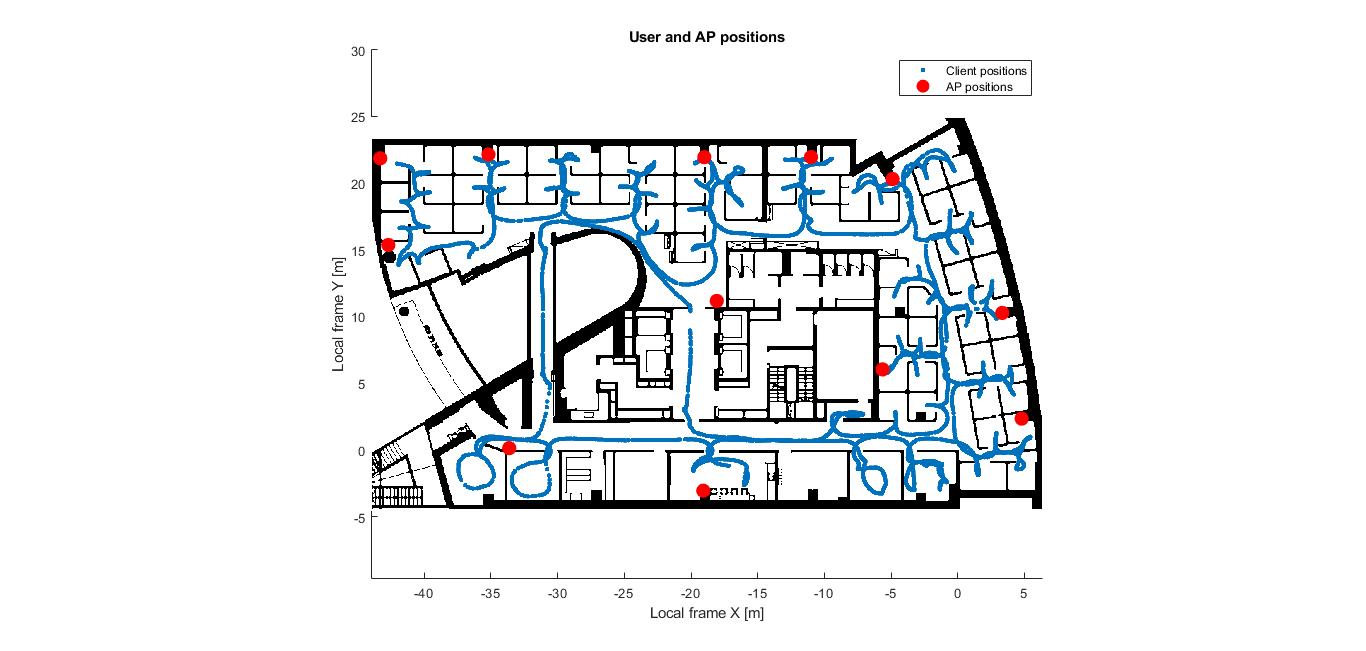 User and AP positions
Client positions
AP positions
30
25
20
15
10
5
0
-5
Local frame Y [m]
-40 -35 -30 -25 -20 -15 -10 -5 0 5
Local frame X [m]